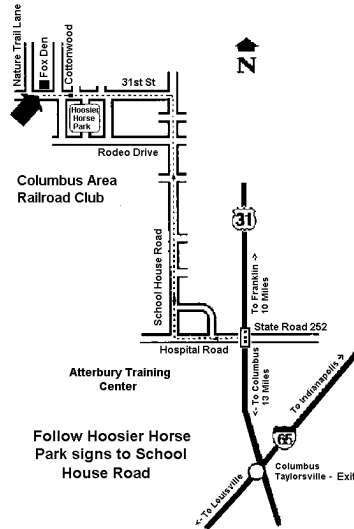 Nature Trail Lane
Fox Den
Cottonwood
31st St
N
Hoosier
Horse
Park
Rodeo Drive
Columbus Area
Railroad Club
31
School House Road
To Franklin ->
10 Miles
State Road 252
Hospital Road
<- To Columbus
13 Miles
To Indianapolis ->
Atterbury Training
Center
Follow Hoosier Horse
Park signs to School
House Road
65
Columbus
Taylorsville - Exit
<- To Louisville